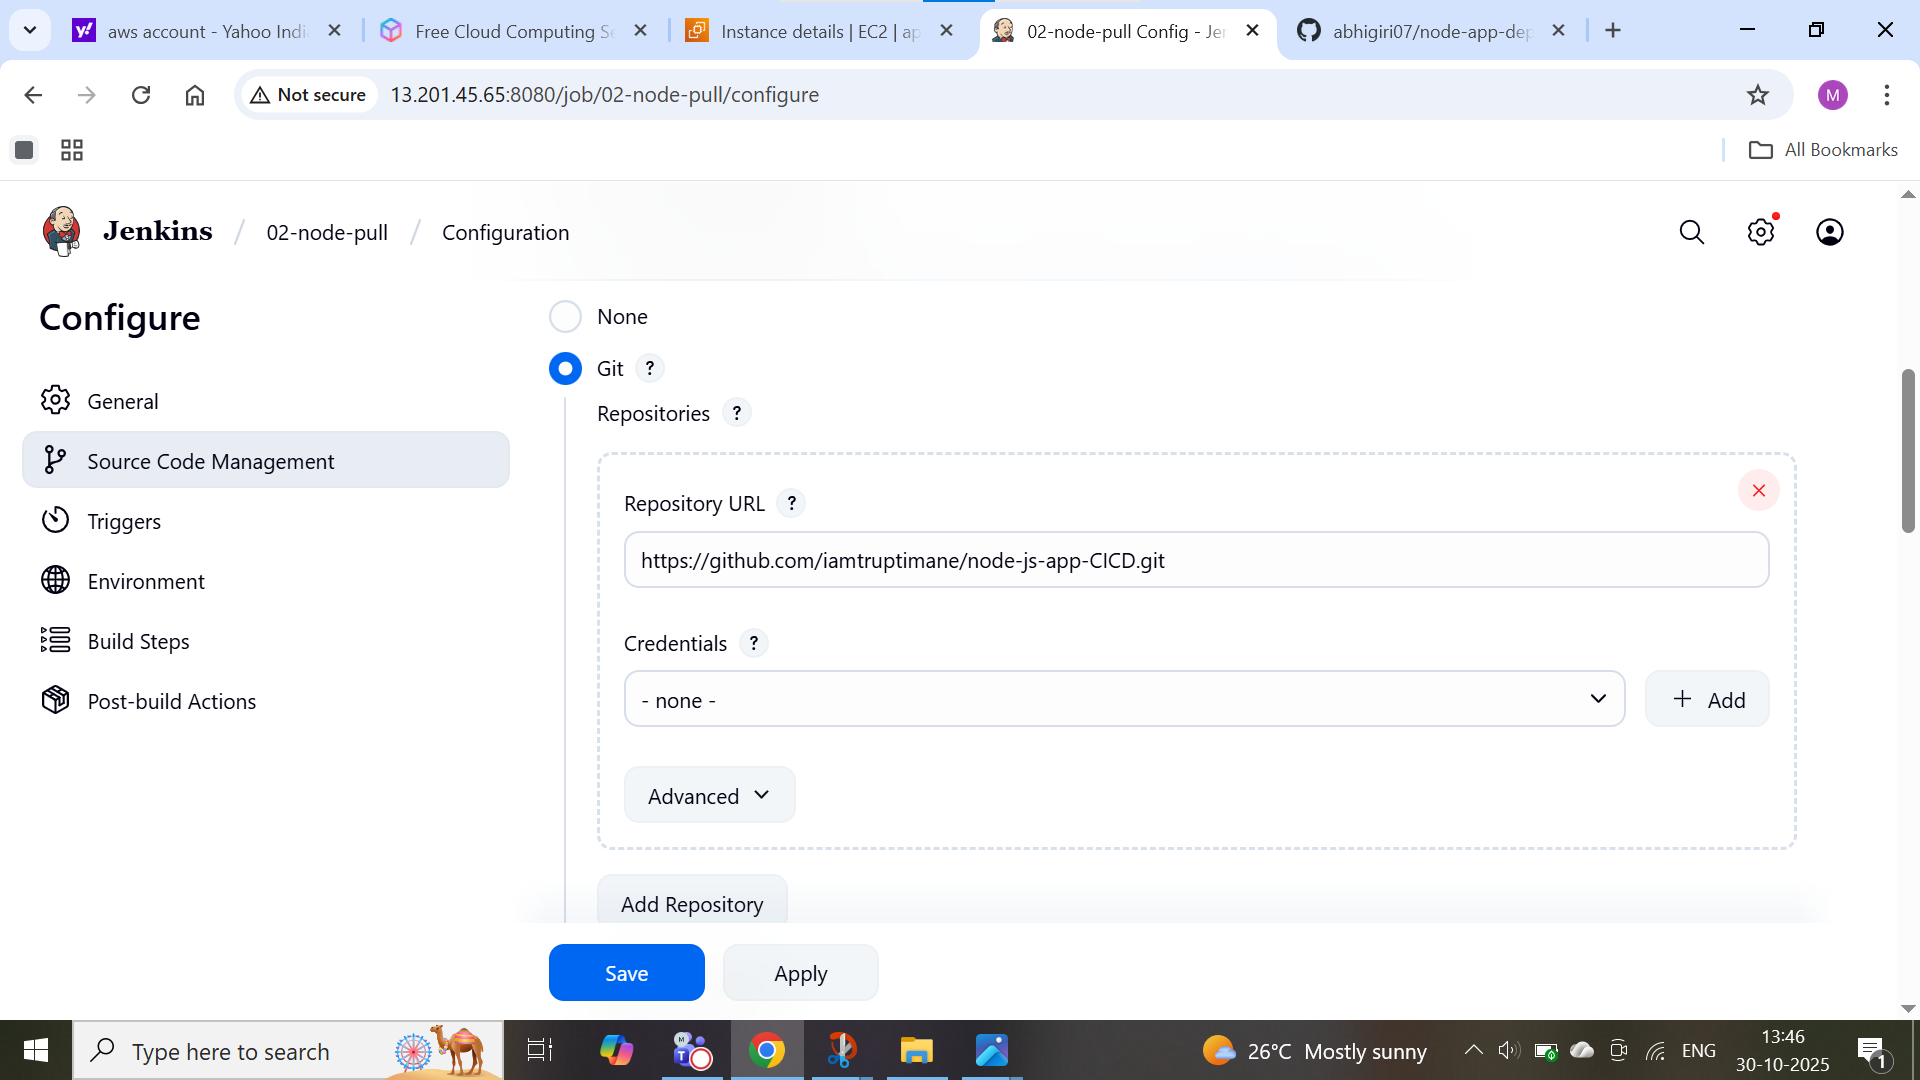 aws account - Yahoo Indi
Free Cloud Computing Se
Instance details | EC2 | ap
02-node-pull Config - Jen
abhigiri07/node-app-dep
Not secure
13.201.45.65:8080/job/02-node-pull/configure
M
All Bookmarks
Jenkins / 02-node-pull / Configuration
Configure
General
Source Code Management
Triggers
Environment
Build Steps
Post-build Actions
None
Git ?
Repositories ?
Repository URL ?
https://github.com/iamtruptimane/node-js-app-CICD.git
Credentials ?
- none -
+ Add
Advanced
Add Repository
Save
Apply
Type here to search
26°C Mostly sunny
ENG
13:46
30-10-2025
1